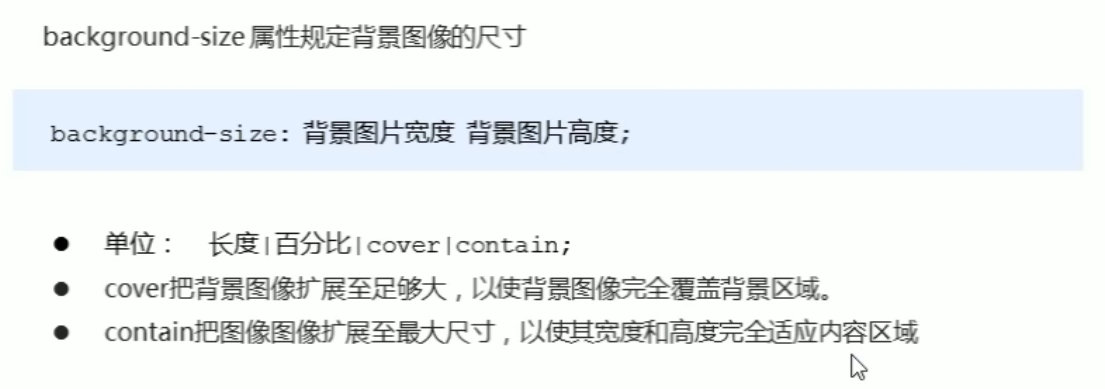 background-size属性规定背景图像的尺寸
background-size: 背景图片宽度 背景图片高度;
● 单位： 长度|百分比|cover|contain;
● cover把背景图像扩展至足够大，以使背景图像完全覆盖背景区域。
● contain把图像图像扩展至最大尺寸，以使其宽度和高度完全适应内容区域